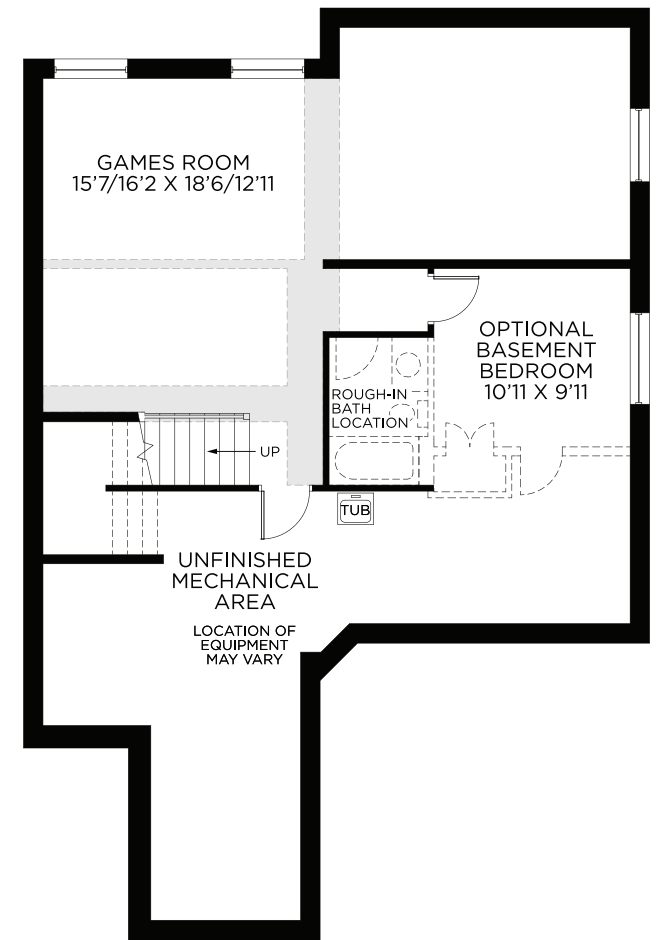 GAMES ROOM
15'7/16'2 X 18'6/12'11
OPTIONAL
BASEMENT
BEDROOM
10'11 X 9'11
ROUGH-IN
BATH
LOCATION
UP
TUB
UNFINISHED
MECHANICAL
AREA
LOCATION OF
EQUIPMENT
MAY VARY